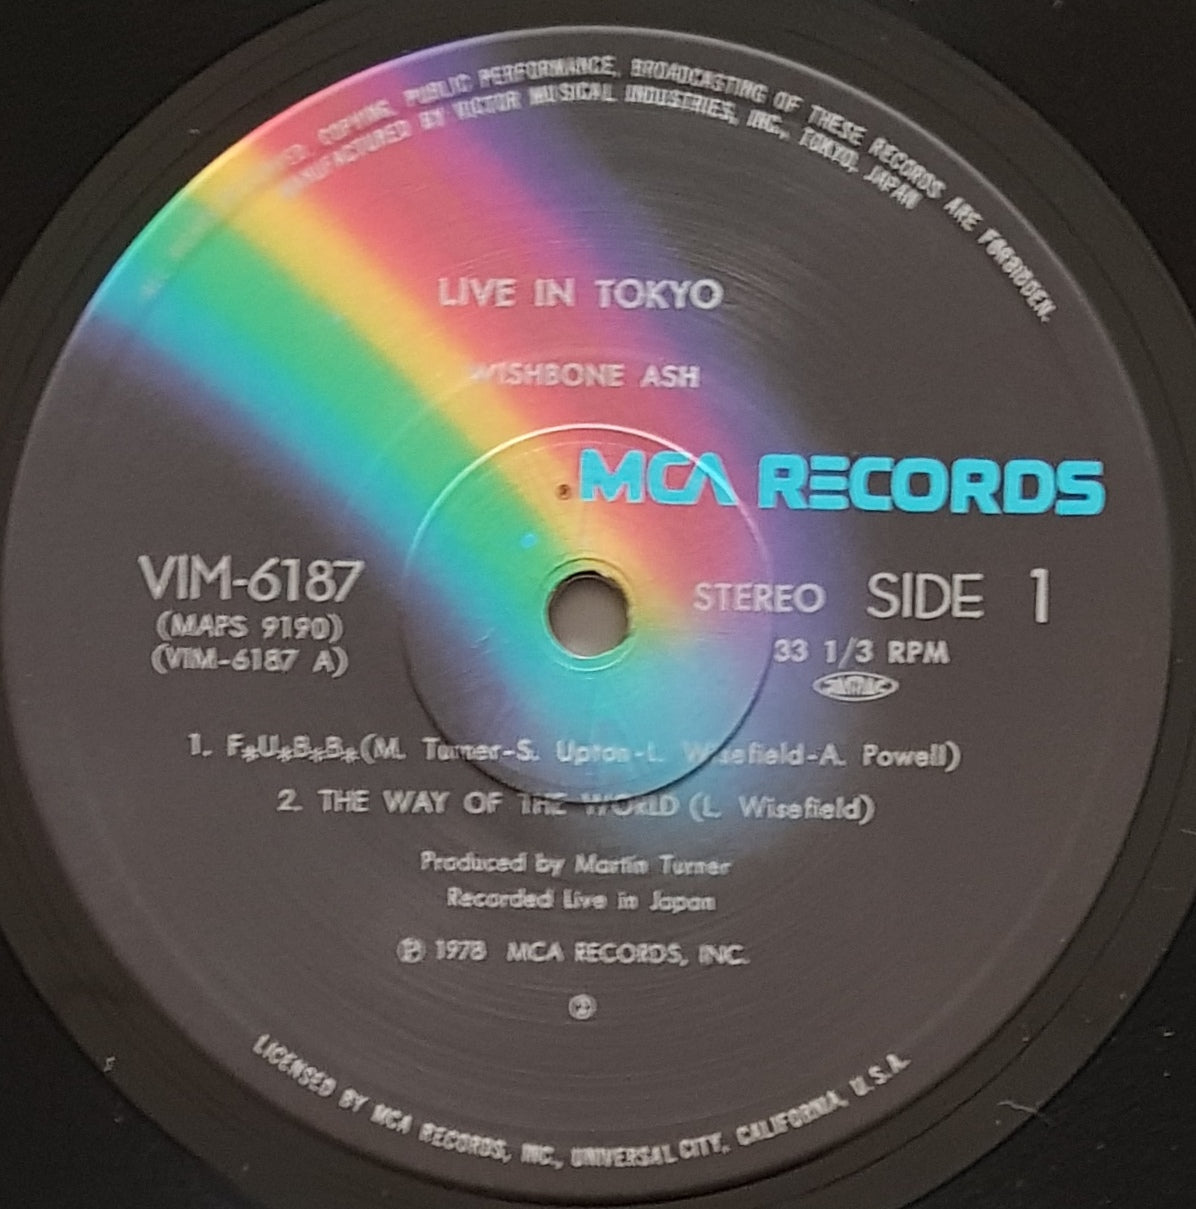 COPYING, PUBLIC PERFORMANCE, BROADCASTING OF THESE RECORDS ARE FORBIDDEN.
MANUFACTURED BY VICTOR MUSICAL INDUSTRIES, INC., TOKYO, JAPAN
LIVE IN TOKYO
WISHBONE ASH
MCA RECORDS
VIM-6187
(MAPS 9190)
(VIM-6187 A)
STEREO SIDE 1
33 1/3 RPM
1. F*U*B*B*(M. Turner-S. Upton-L. Wisefield-A. Powell)
2. THE WAY OF THE WORLD (L. Wisefield)
Produced by Martin Turner
Recorded Live in Japan
℗ 1978 MCA RECORDS, INC.
LICENSED BY MCA RECORDS, INC., UNIVERSAL CITY, CALIFORNIA, U.S.A.